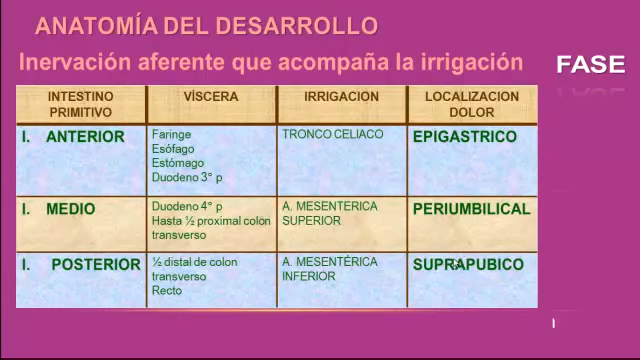 ANATOMÍA DEL DESARROLLO
Inervación aferente que acompaña la irrigación
FASE
INTESTINO PRIMITIVO | VÍSCERA | IRRIGACION | LOCALIZACION DOLOR
I. ANTERIOR | Faringe | TRONCO CELIACO | EPIGASTRICO
Esófago
Estómago
Duodeno 3° p
I. MEDIO | Duodeno 4° p | A. MESENTERICA SUPERIOR | PERIUMBILICAL
Hasta ½ proximal colon
transverso
I. POSTERIOR | ½ distal de colon | A. MESENTÉRICA INFERIOR | SUPRAPUBICO
transverso
Recto